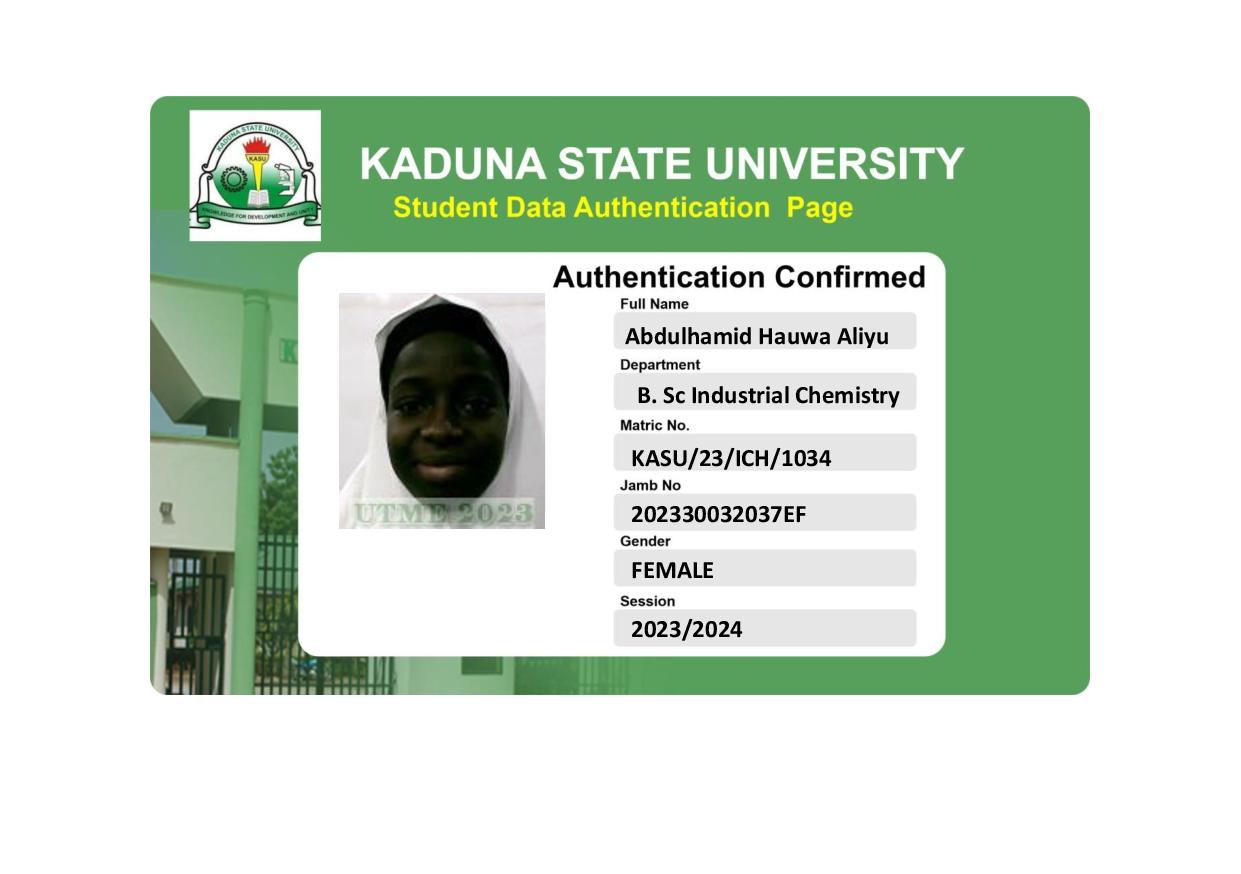 KADUNA STATE UNIVERSITY
KASU
KNOWLEDGE FOR DEVELOPMENT AND UNITY
KADUNA STATE UNIVERSITY
Student Data Authentication Page
Authentication Confirmed
Full Name
Abdulhamid Hauwa Aliyu
Department
B. Sc Industrial Chemistry
Matric No.
KASU/23/ICH/1034
Jamb No
202330032037EF
Gender
FEMALE
Session
2023/2024
UTME 2023
K